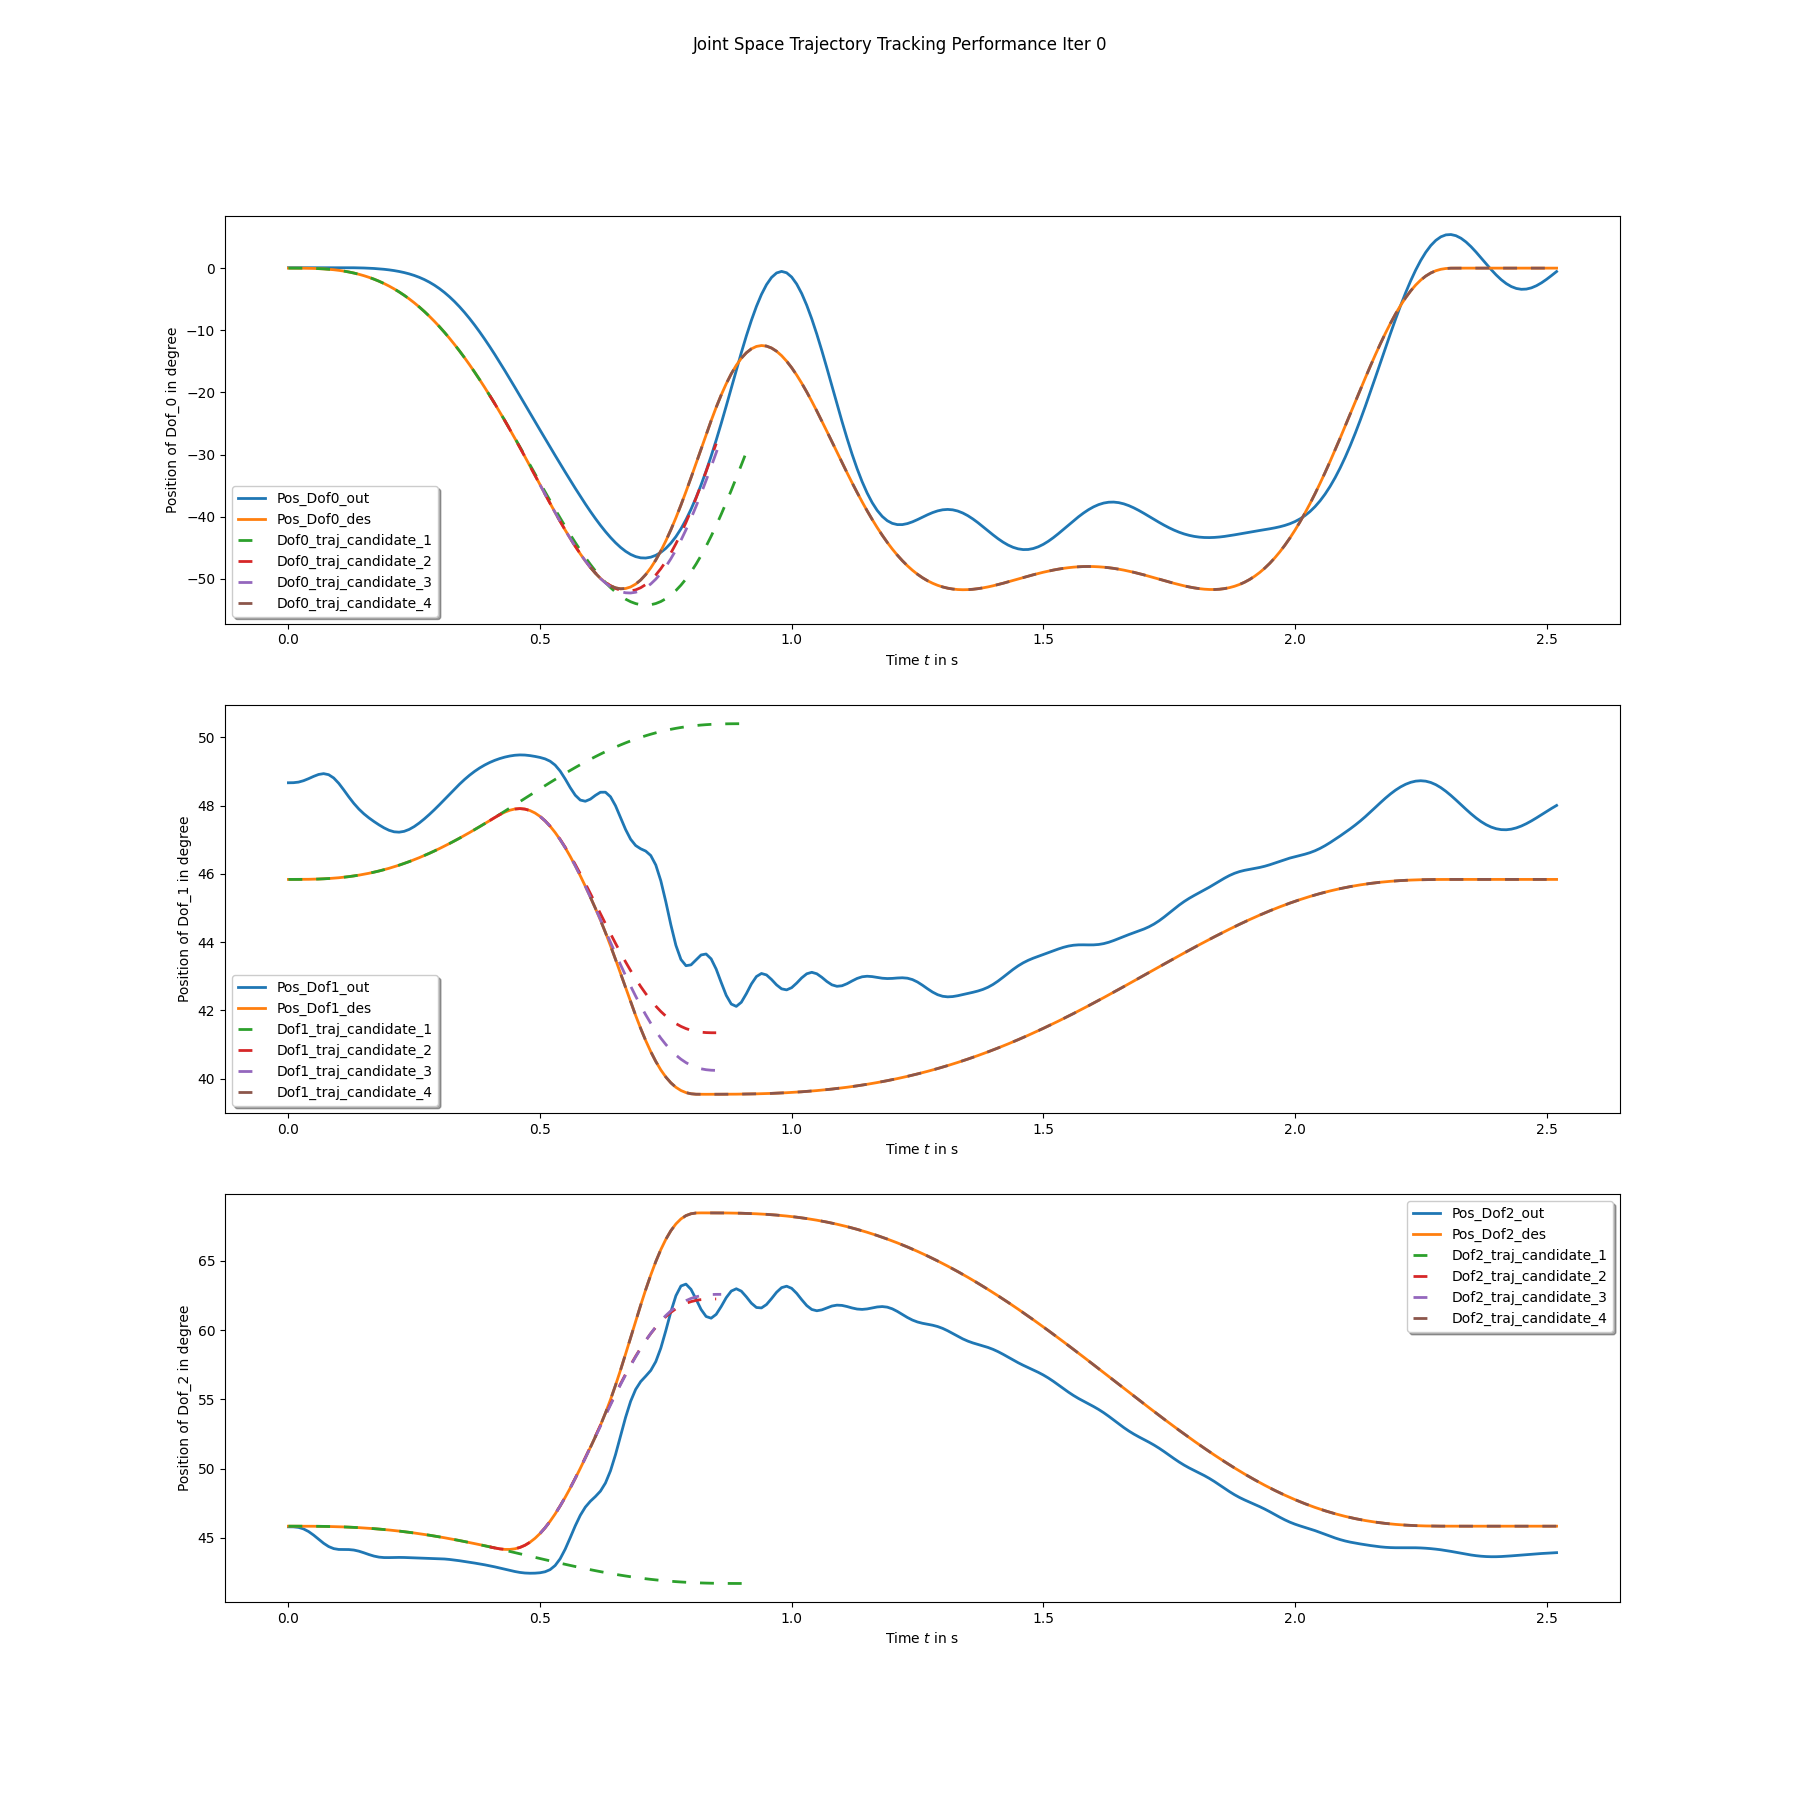 Joint Space Trajectory Tracking Performance Iter 0
Position of Dof_0 in degree
0
−10
−20
−30
−40
−50
Pos_Dof0_out
Pos_Dof0_des
Dof0_traj_candidate_1
Dof0_traj_candidate_2
Dof0_traj_candidate_3
Dof0_traj_candidate_4
0.0 0.5 1.0 1.5 2.0 2.5
Time t in s
Position of Dof_1 in degree
50
48
46
44
42
40
Pos_Dof1_out
Pos_Dof1_des
Dof1_traj_candidate_1
Dof1_traj_candidate_2
Dof1_traj_candidate_3
Dof1_traj_candidate_4
0.0 0.5 1.0 1.5 2.0 2.5
Time t in s
Position of Dof_2 in degree
65
60
55
50
45
Pos_Dof2_out
Pos_Dof2_des
Dof2_traj_candidate_1
Dof2_traj_candidate_2
Dof2_traj_candidate_3
Dof2_traj_candidate_4
0.0 0.5 1.0 1.5 2.0 2.5
Time t in s